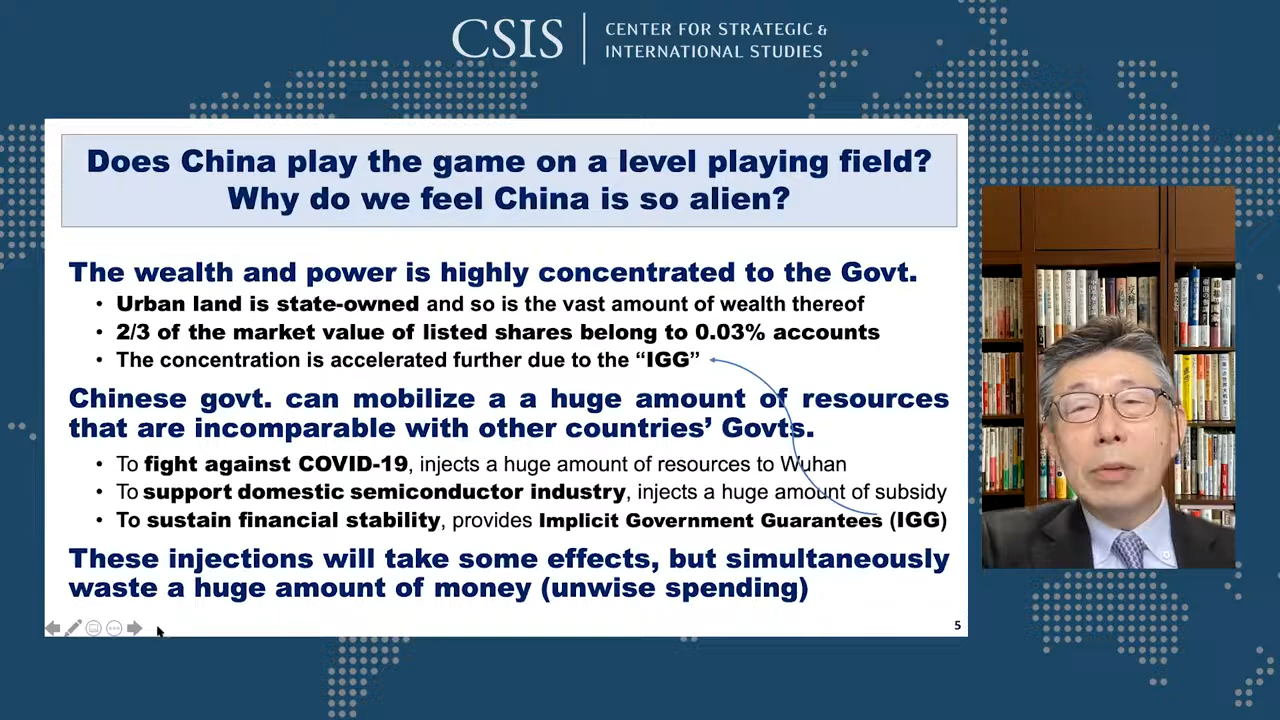 CSIS
CENTER FOR STRATEGIC &
INTERNATIONAL STUDIES
Does China play the game on a level playing field?
Why do we feel China is so alien?
The wealth and power is highly concentrated to the Govt.
• Urban land is state-owned and so is the vast amount of wealth thereof
• 2/3 of the market value of listed shares belong to 0.03% accounts
• The concentration is accelerated further due to the “IGG”
Chinese govt. can mobilize a a huge amount of resources
that are incomparable with other countries’ Govts.
• To fight against COVID-19, injects a huge amount of resources to Wuhan
• To support domestic semiconductor industry, injects a huge amount of subsidy
• To sustain financial stability, provides Implicit Government Guarantees (IGG)
These injections will take some effects, but simultaneously
waste a huge amount of money (unwise spending)
5